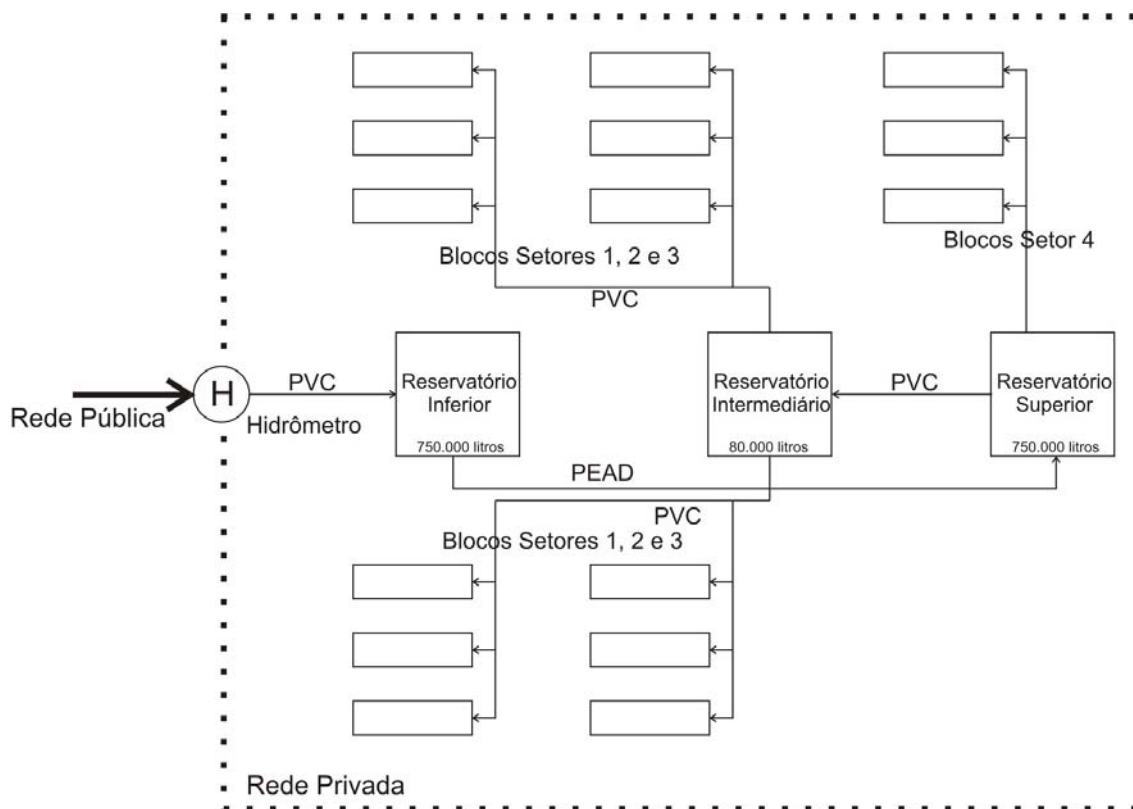 Blocos Setores 1, 2 e 3
Blocos Setor 4
PVC
Rede Pública
H
Hidrômetro
PVC
Reservatório
Inferior
750.000 litros
Reservatório
Intermediário
80.000 litros
PVC
Reservatório
Superior
750.000 litros
PEAD
PVC
Blocos Setores 1, 2 e 3
Rede Privada